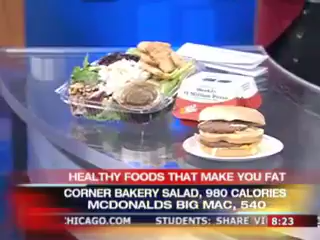 HEALTHY FOODS THAT MAKE YOU FAT
CORNER BAKERY SALAD, 980 CALORIES
MCDONALDS BIG MAC, 540
CHICAGO.COM STUDENTS: SHARE VI 8:23